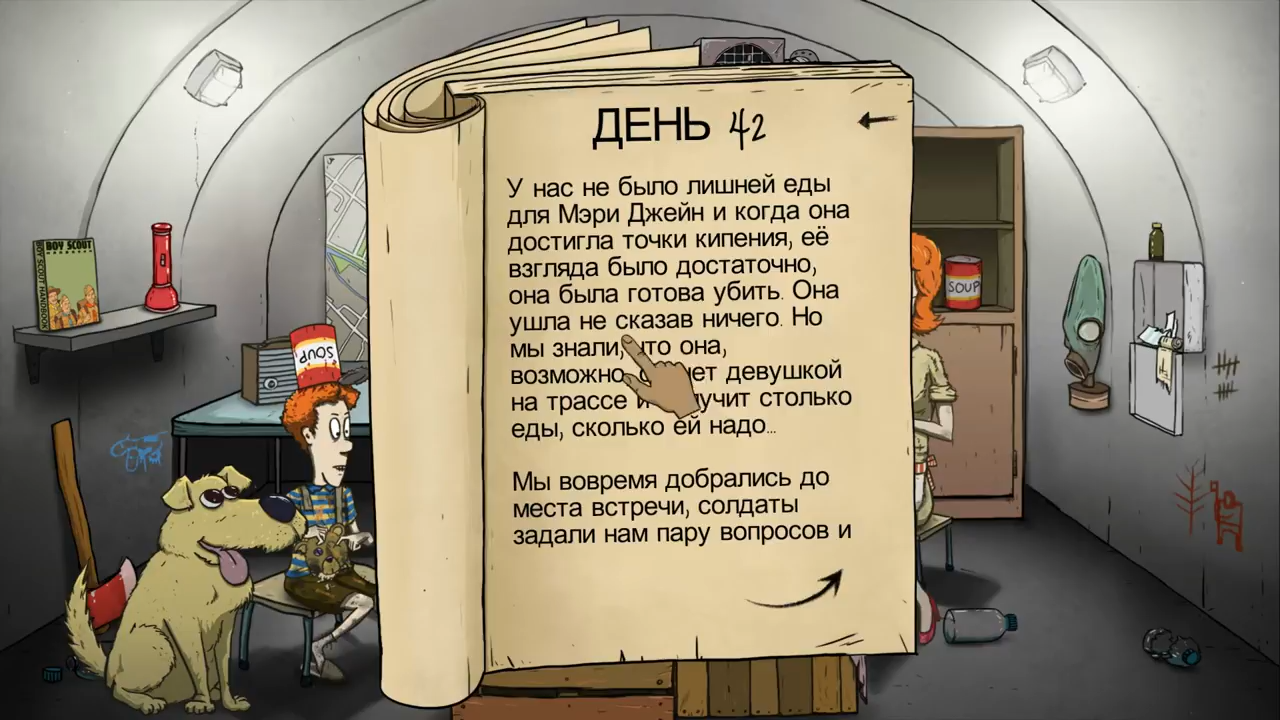 ДЕНЬ 42
У нас не было лишней еды
для Мэри Джейн и когда она
достигла точки кипения, её
взгляда было достаточно,
она была готова убить. Она
ушла не сказав ничего. Но
мы знали, что она,
возможно, девушкой
на трассе и столько
еды, сколько ей надо...
Мы вовремя добрались до
места встречи, солдаты
задали нам пару вопросов и
BOY SCOUT
BOY SCOUT HANDBOOK
SOUP
SOUP